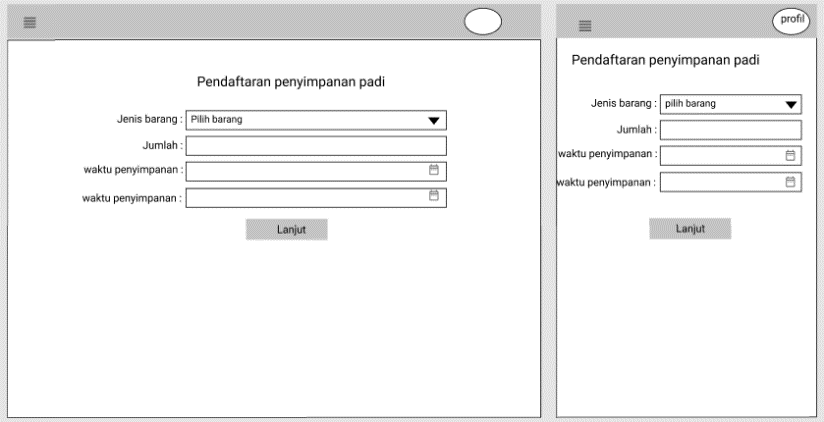 Pendaftaran penyimpanan padi
Jenis barang : Pilih barang
Jumlah :
waktu penyimpanan :
waktu penyimpanan :
Lanjut
profil
Pendaftaran penyimpanan padi
Jenis barang : pilih barang
Jumlah :
waktu penyimpanan :
waktu penyimpanan :
Lanjut